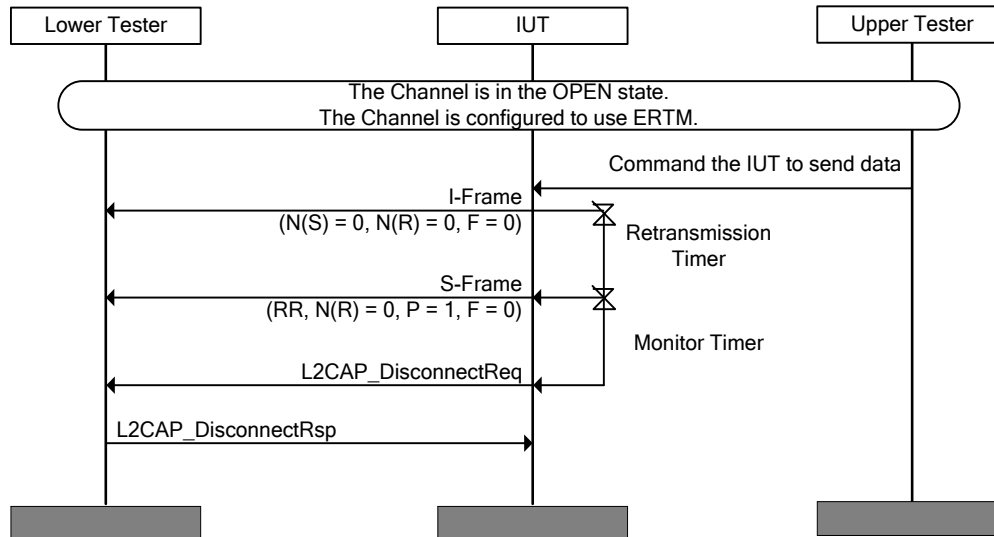 Lower Tester
IUT
Upper Tester
The Channel is in the OPEN state.
The Channel is configured to use ERTM.
Command the IUT to send data
I-Frame
(N(S) = 0, N(R) = 0, F = 0)
Retransmission
Timer
S-Frame
(RR, N(R) = 0, P = 1, F = 0)
Monitor Timer
L2CAP_DisconnectReq
L2CAP_DisconnectRsp